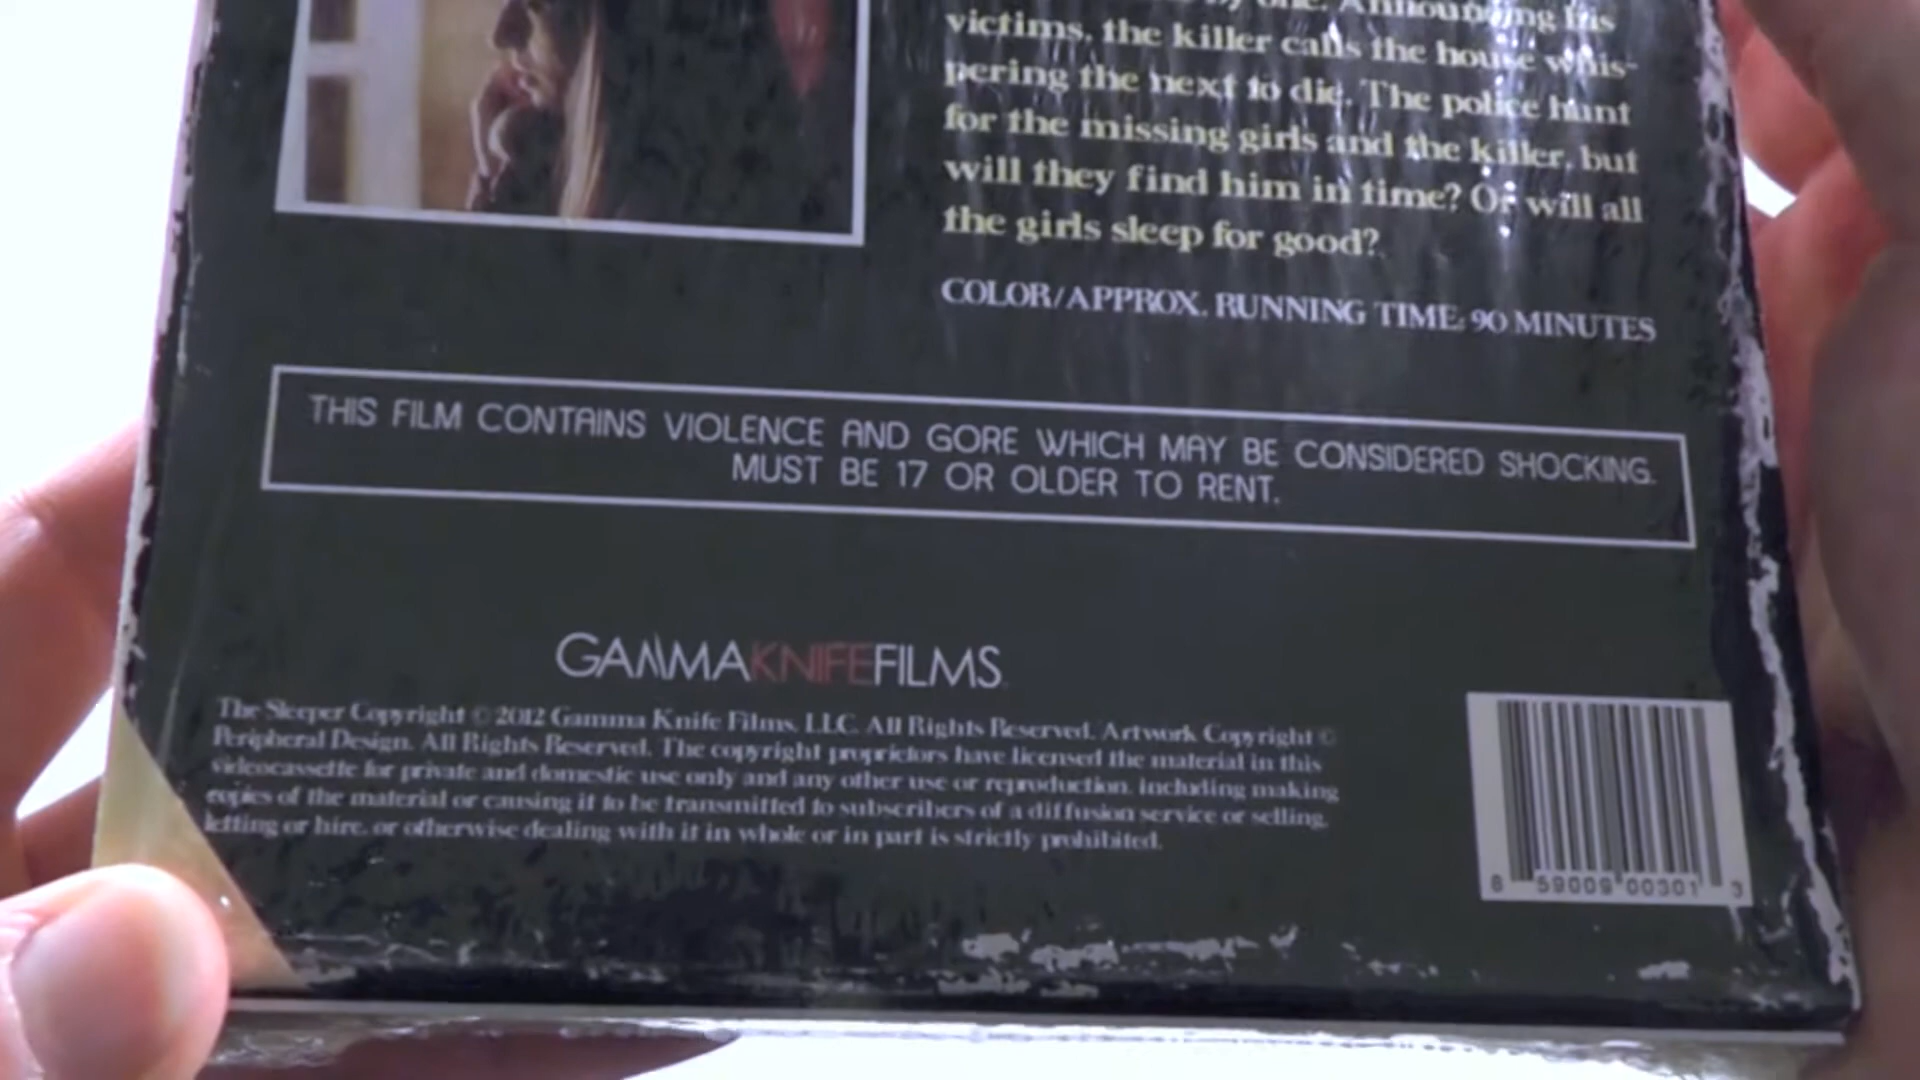 one. Announcing his
victims, the killer calls the house whis-
pering the next to die. The police hunt
for the missing girls and the killer, but
will they find him in time? Or will all
the girls sleep for good?
COLOR/APPROX. RUNNING TIME: 90 MINUTES
THIS FILM CONTAINS VIOLENCE AND GORE WHICH MAY BE CONSIDERED SHOCKING.
MUST BE 17 OR OLDER TO RENT.
GAMMAKNIFEFILMS
The Sleeper Copyright © 2012 Gamma Knife Films, LLC. All Rights Reserved. Artwork Copyright ©
Peripheral Design. All Rights Reserved. The copyright proprietors have licensed the material in this
videocassette for private and domestic use only and any other use or reproduction, including making
copies of the material or causing it to be transmitted to subscribers of a diffusion service or selling,
letting or hire, or otherwise dealing with it in whole or in part is strictly prohibited.
8 59009 00301 3